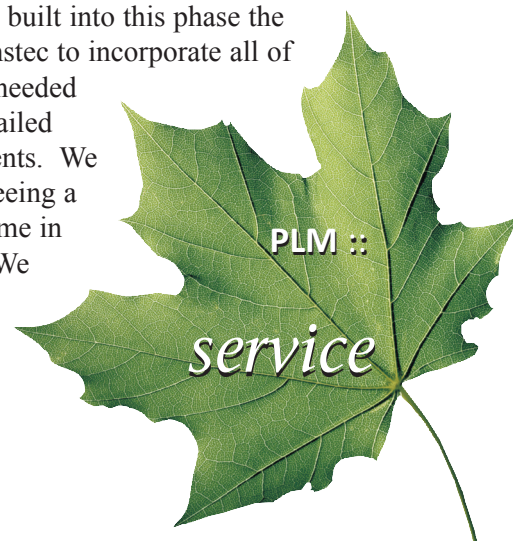 built into this phase the
nstec to incorporate all of
needed
ailed
ents. We
eeing a
me in
We
PLM ::
service